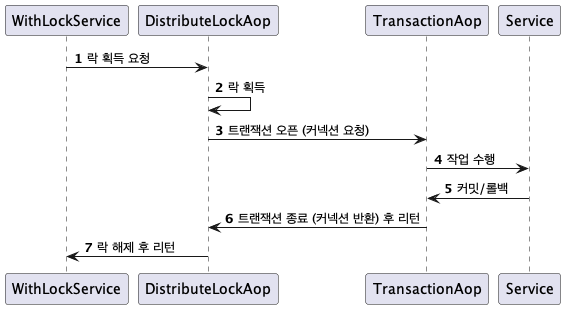 WithLockService DistributeLockAop TransactionAop Service
1 락 획득 요청
2 락 획득
3 트랜잭션 오픈 (커넥션 요청)
4 작업 수행
5 커밋/롤백
6 트랜잭션 종료 (커넥션 반환) 후 리턴
7 락 해제 후 리턴
WithLockService DistributeLockAop TransactionAop Service